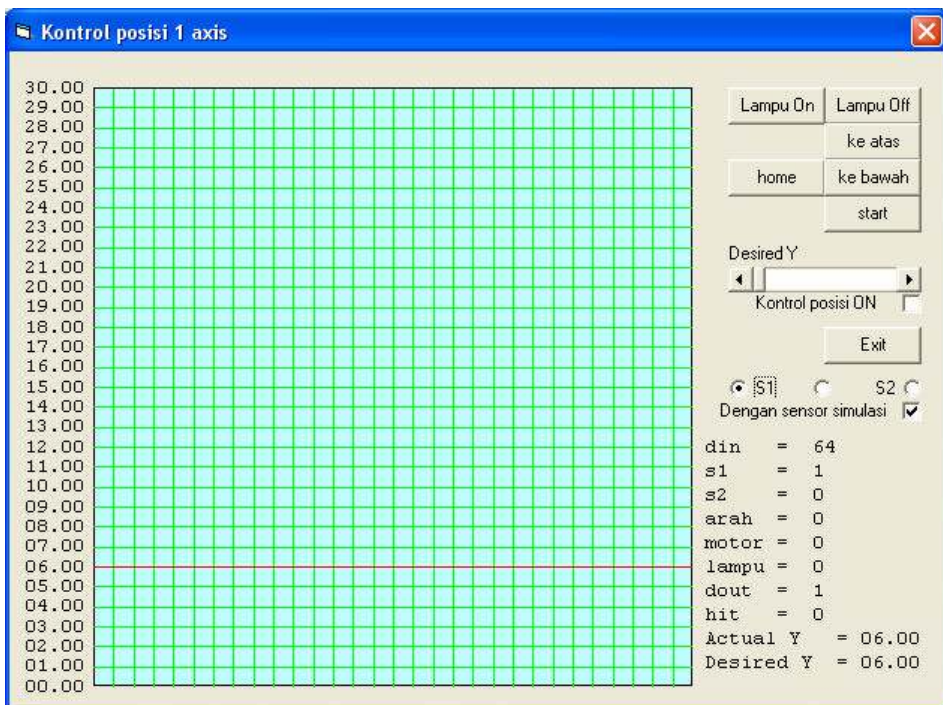 Kontrol posisi 1 axis
30.00
29.00
28.00
27.00
26.00
25.00
24.00
23.00
22.00
21.00
20.00
19.00
18.00
17.00
16.00
15.00
14.00
13.00
12.00
11.00
10.00
09.00
08.00
07.00
06.00
05.00
04.00
03.00
02.00
01.00
00.00
Lampu On Lampu Off
ke atas
home ke bawah
start
Desired Y
Kontrol posisi ON
Exit
S1 S2
Dengan sensor simulasi
din = 64
s1 = 1
s2 = 0
arah = 0
motor = 0
lampu = 0
dout = 1
hit = 0
Actual Y = 06.00
Desired Y = 06.00